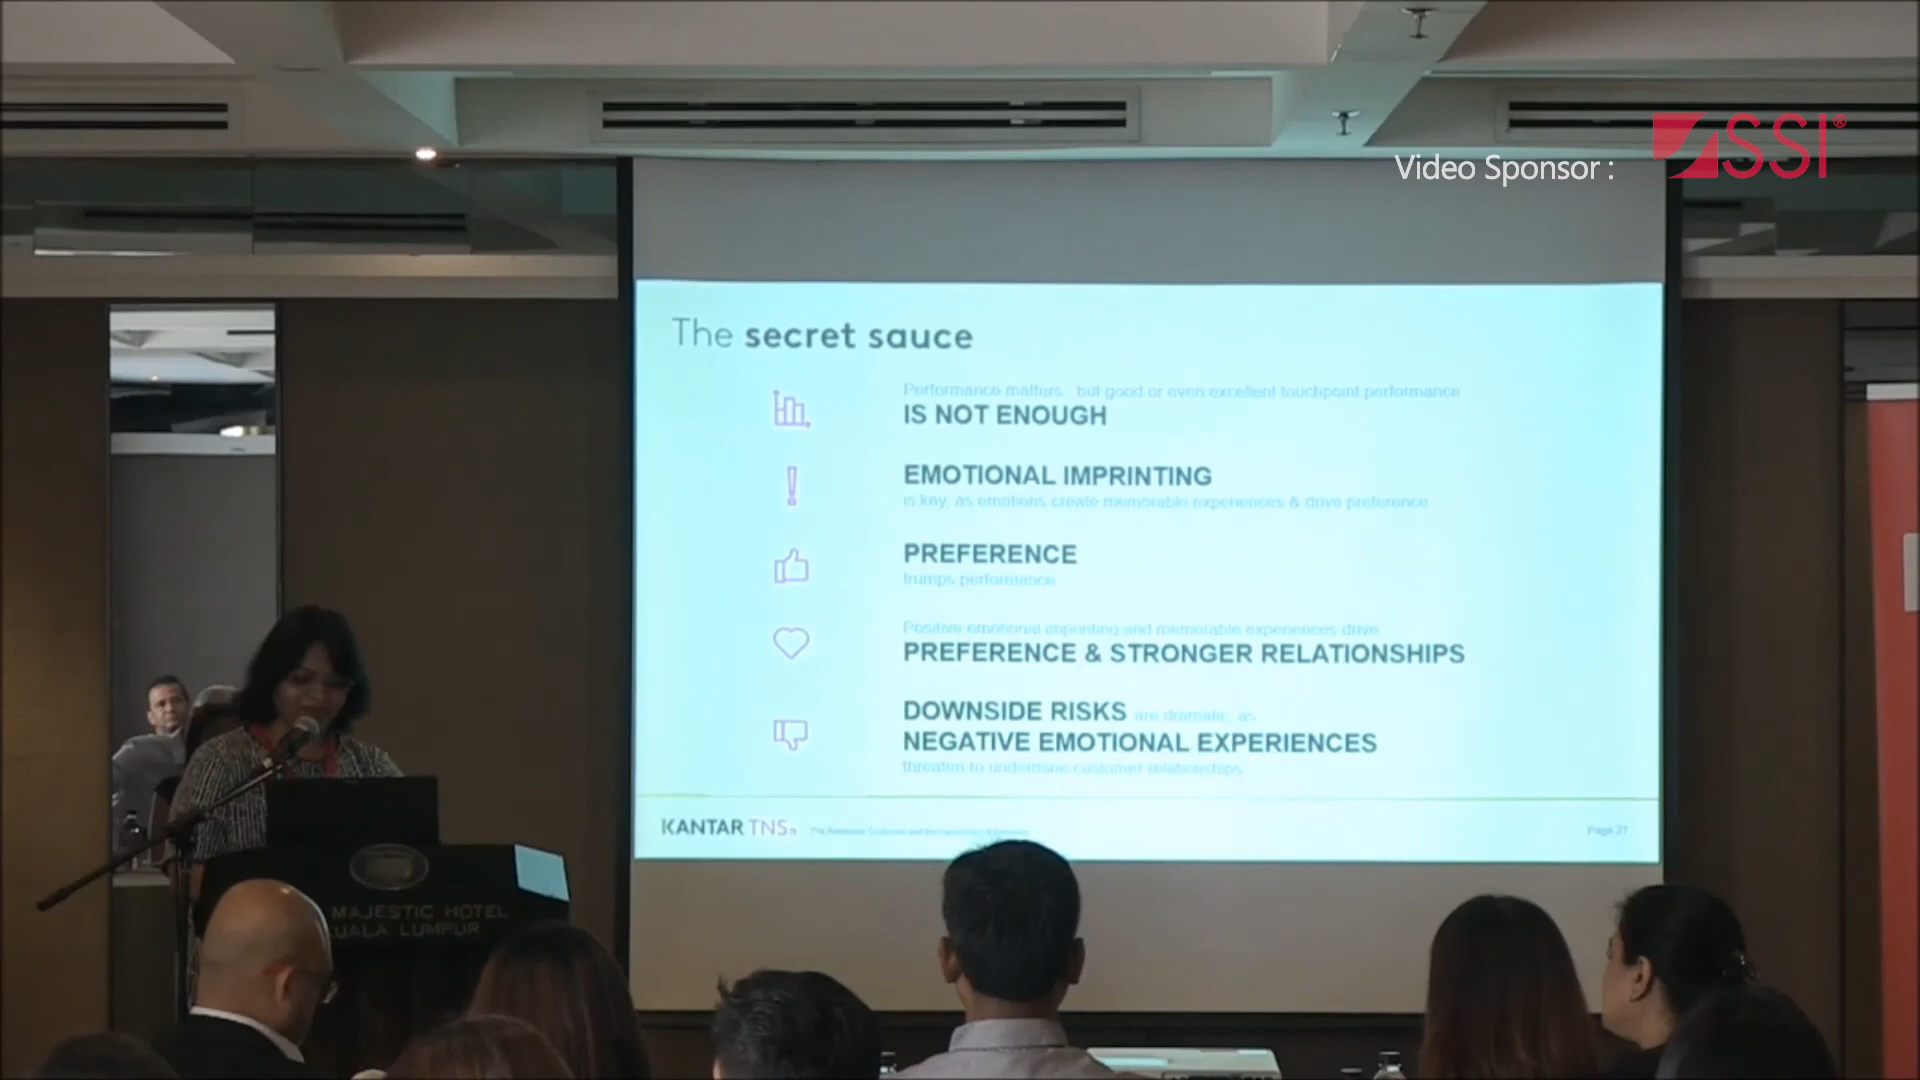 SSI®
Video Sponsor :
The secret sauce
Performance matters, but good or even excellent touchpoint performance
IS NOT ENOUGH
EMOTIONAL IMPRINTING
is key, as emotions create memorable experiences & drive preference
PREFERENCE
trumps performance
Positive emotional imprinting and memorable experiences drive
PREFERENCE & STRONGER RELATIONSHIPS
DOWNSIDE RISKS are dramatic, as
NEGATIVE EMOTIONAL EXPERIENCES
threaten to undermine customer relationships
KANTAR TNS
Page 27
MAJESTIC HOTEL
KUALA LUMPUR